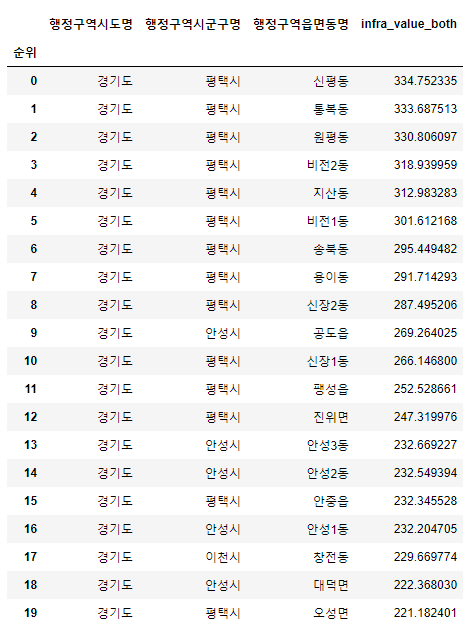 행정구역시도명 행정구역시군구명 행정구역읍면동명 infra_value_both
순위
0 경기도 평택시 신평동 334.752335
1 경기도 평택시 통복동 333.687513
2 경기도 평택시 원평동 330.806097
3 경기도 평택시 비전2동 318.939959
4 경기도 평택시 지산동 312.983283
5 경기도 평택시 비전1동 301.612168
6 경기도 평택시 송북동 295.449482
7 경기도 평택시 용이동 291.714293
8 경기도 평택시 신장2동 287.495206
9 경기도 안성시 공도읍 269.264025
10 경기도 평택시 신장1동 266.146800
11 경기도 평택시 팽성읍 252.528661
12 경기도 평택시 진위면 247.319976
13 경기도 안성시 안성3동 232.669227
14 경기도 안성시 안성2동 232.549394
15 경기도 평택시 안중읍 232.345528
16 경기도 안성시 안성1동 232.204705
17 경기도 이천시 창전동 229.669774
18 경기도 안성시 대덕면 222.368030
19 경기도 평택시 오성면 221.182401